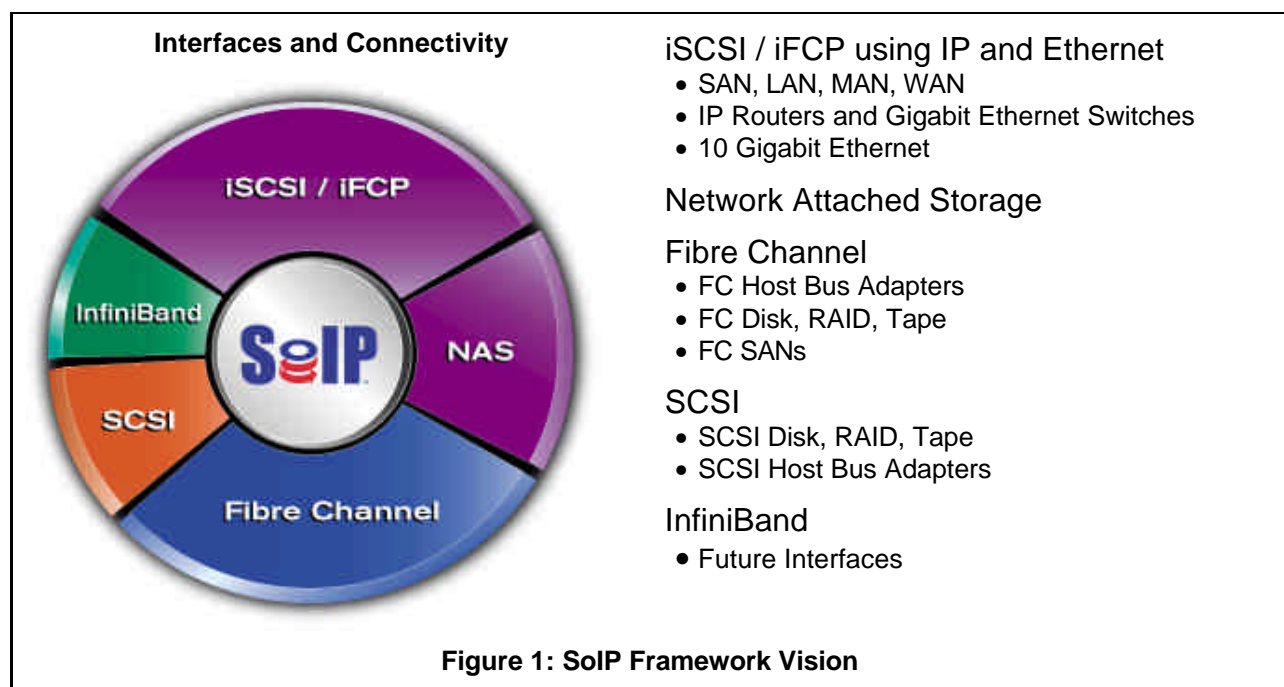 Interfaces and Connectivity
iSCSI / iFCP
InfiniBand
SoIP
NAS
SCSI
Fibre Channel
iSCSI / iFCP using IP and Ethernet
• SAN, LAN, MAN, WAN
• IP Routers and Gigabit Ethernet Switches
• 10 Gigabit Ethernet
Network Attached Storage
Fibre Channel
• FC Host Bus Adapters
• FC Disk, RAID, Tape
• FC SANs
SCSI
• SCSI Disk, RAID, Tape
• SCSI Host Bus Adapters
InfiniBand
• Future Interfaces
Figure 1: SoIP Framework Vision